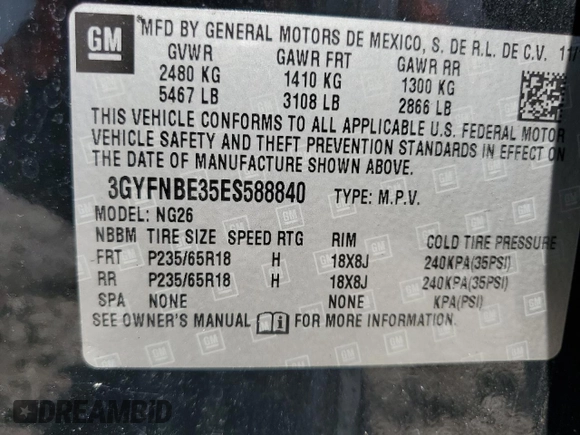 GM
*MFD BY GENERAL MOTORS DE MEXICO, S. DE R.L. DE C.V. 11/
GVWR GAWR FRT GAWR RR
2480 KG 1410 KG 1300 KG
5467 LB 3108 LB 2866 LB
THIS VEHICLE CONFORMS TO ALL APPLICABLE U.S. FEDERAL MOTOR
VEHICLE SAFETY AND THEFT PREVENTION STANDARDS IN EFFECT ON
THE DATE OF MANUFACTURE SHOWN ABOVE.
3GYFNBE35ES588840 TYPE: M.P.V.
MODEL: NG26
NBBM TIRE SIZE SPEED RTG RIM COLD TIRE PRESSURE
FRT P235/65R18 H 18X8J 240KPA(35PSI)
RR P235/65R18 H 18X8J 240KPA(35PSI)
SPA NONE NONE KPA(PSI)
SEE OWNER'S MANUAL FOR MORE INFORMATION.
DREAMBID